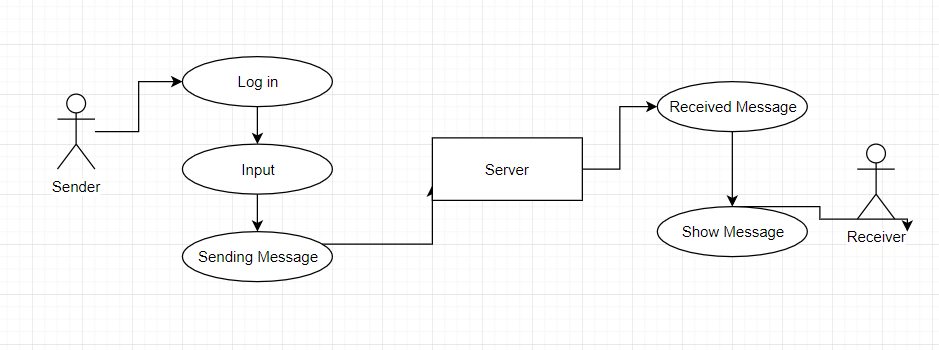 Log in
Sender
Input
Sending Message
Server
Received Message
Show Message
Receiver